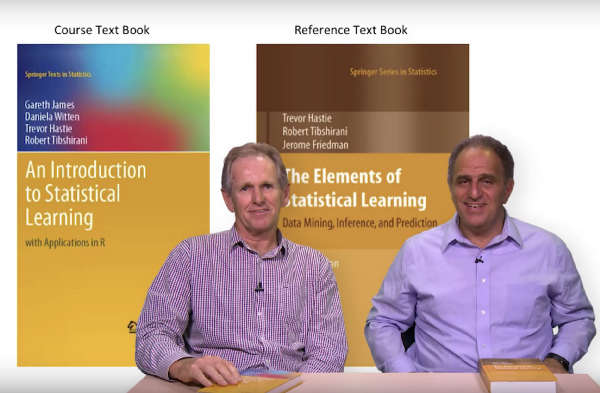 Course Text Book
Reference Text Book
Springer Texts in Statistics
Gareth James
Daniela Witten
Trevor Hastie
Robert Tibshirani
An Introduction
to Statistical
Learning
with Applications in R
Springer Series in Statistics
Trevor Hastie
Robert Tibshirani
Jerome Friedman
The Elements of
Statistical Learning
Data Mining, Inference, and Prediction